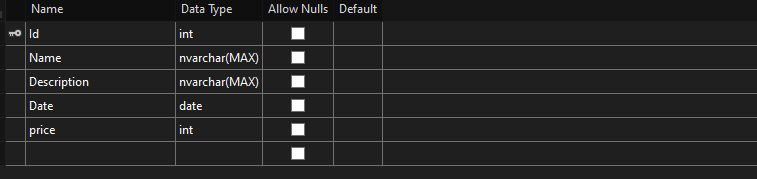 Name Data Type Allow Nulls Default
Id int
Name nvarchar(MAX)
Description nvarchar(MAX)
Date date
price int